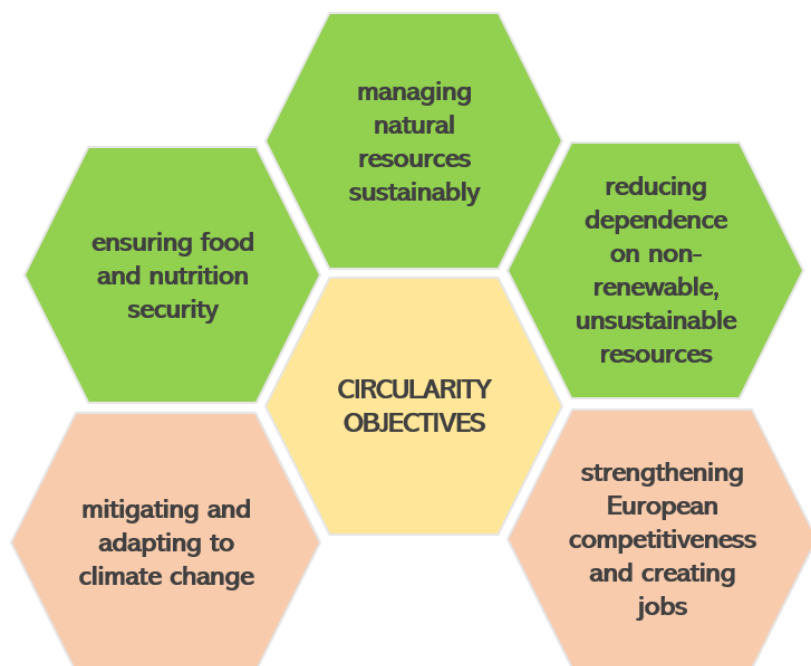 managing
natural
resources
sustainably
ensuring food
and nutrition
security
reducing
dependence
on non-
renewable,
unsustainable
resources
CIRCULARITY
OBJECTIVES
mitigating and
adapting to
climate change
strengthening
European
competitiveness
and creating
jobs